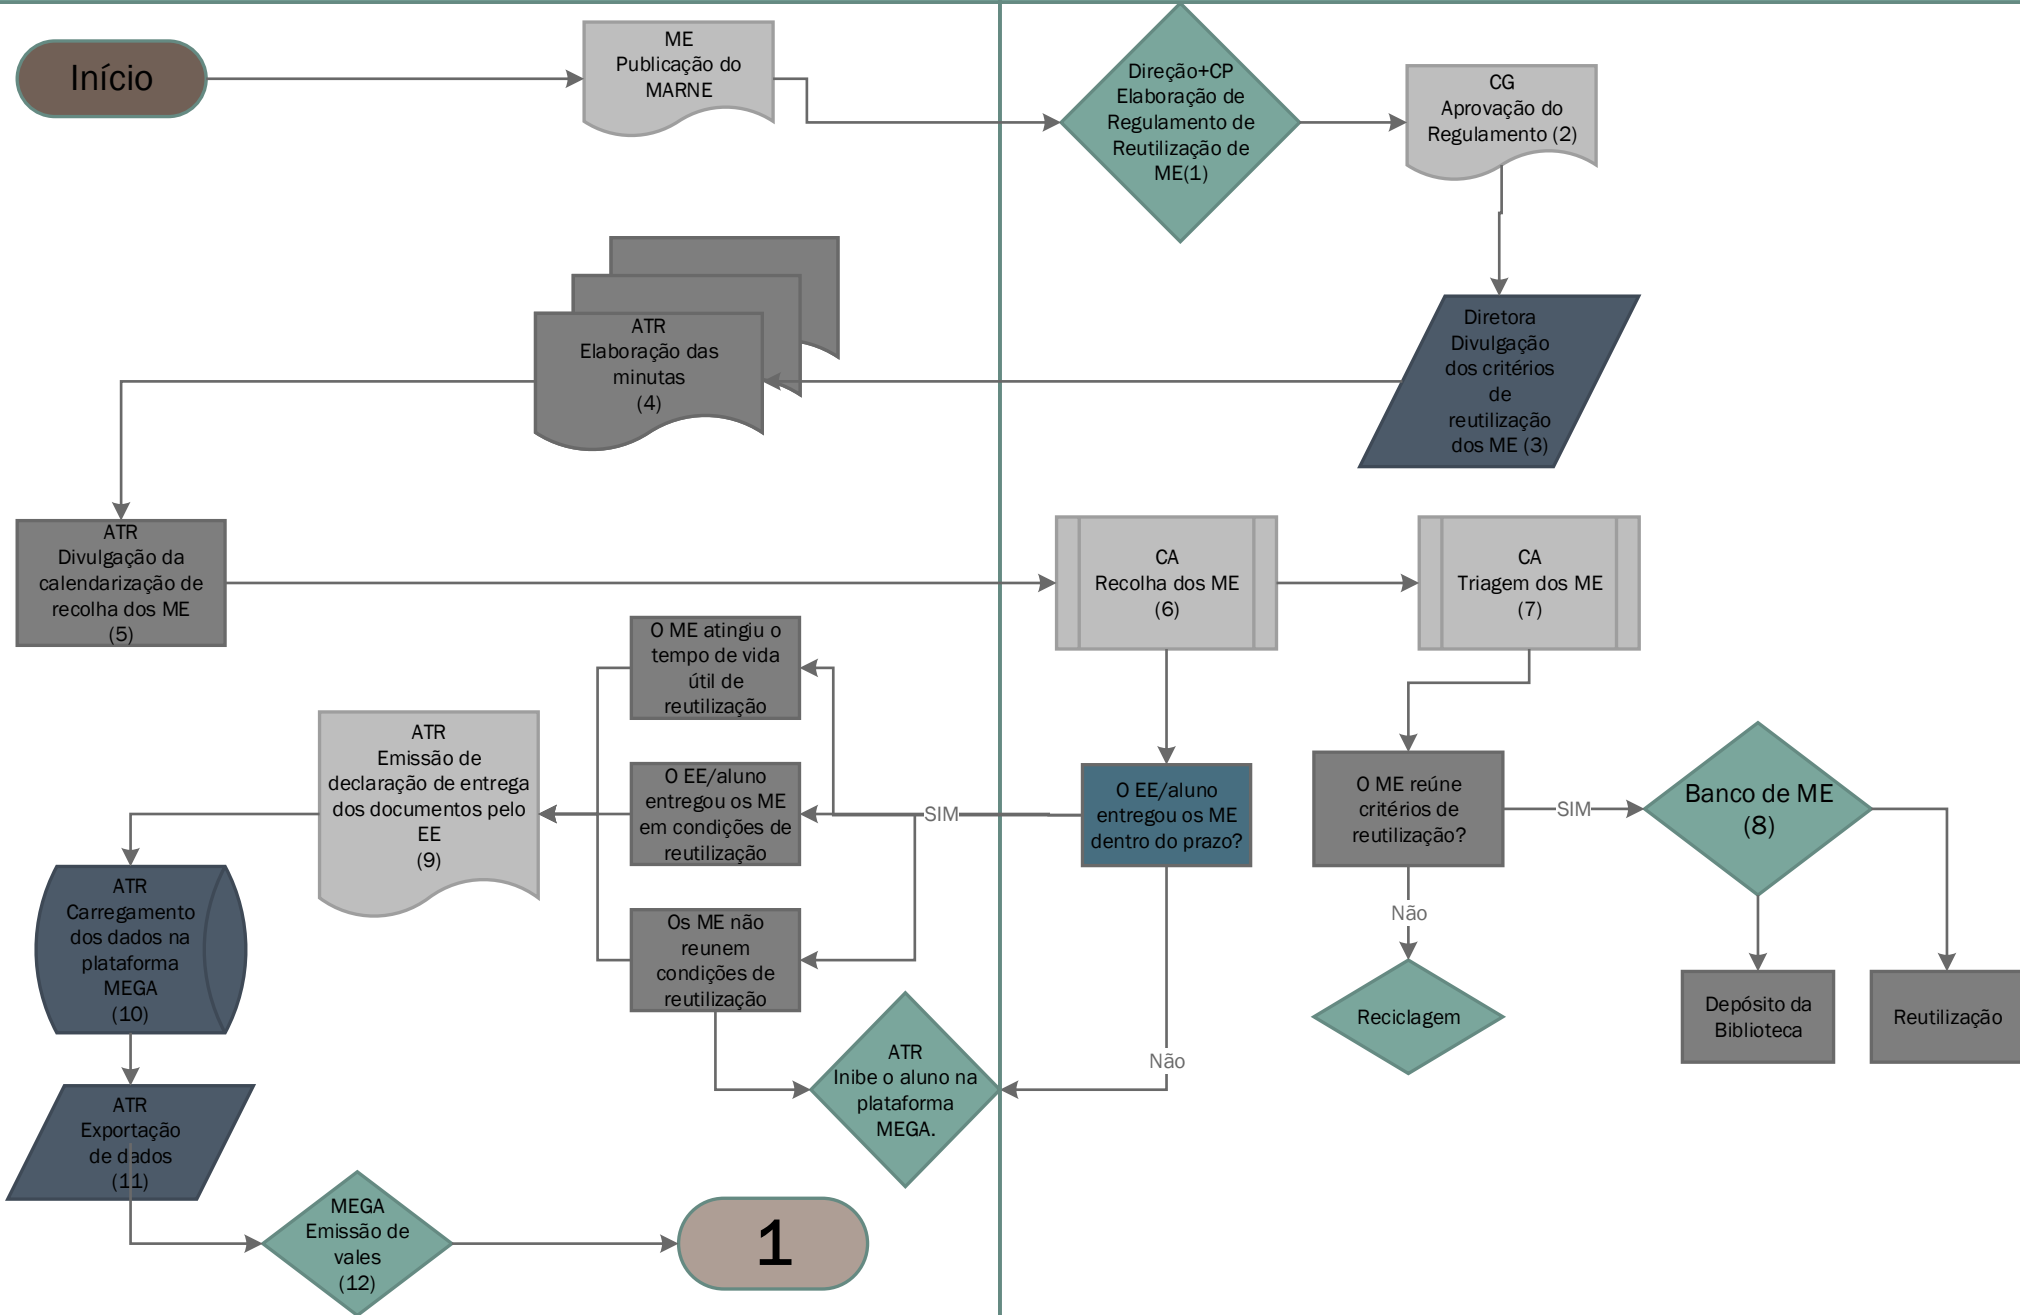 Início
ME
Publicação do
MARNE
Direção+CP
Elaboração de
Regulamento de
Reutilização de
ME(1)
CG
Aprovação do
Regulamento (2)
Diretora
Divulgação
dos critérios
de
reutilização
dos ME (3)
ATR
Elaboração das
minutas
(4)
ATR
Divulgação da
calendarização de
recolha dos ME
(5)
CA
Recolha dos ME
(6)
CA
Triagem dos ME
(7)
O ME atingiu o
tempo de vida
útil de
reutilização
O EE/aluno
entregou os ME
em condições de
reutilização
Os ME não
reunem
condições de
reutilização
SIM
O EE/aluno
entregou os ME
dentro do prazo?
Não
O ME reúne
critérios de
reutilização?
SIM
Banco de ME
(8)
Não
Reciclagem
Depósito da
Biblioteca
Reutilização
ATR
Emissão de
declaração de entrega
dos documentos pelo
EE
(9)
ATR
Carregamento
dos dados na
plataforma
MEGA
(10)
ATR
Inibe o aluno na
plataforma
MEGA.
ATR
Exportação
de dados
(11)
MEGA
Emissão de
vales
(12)
1